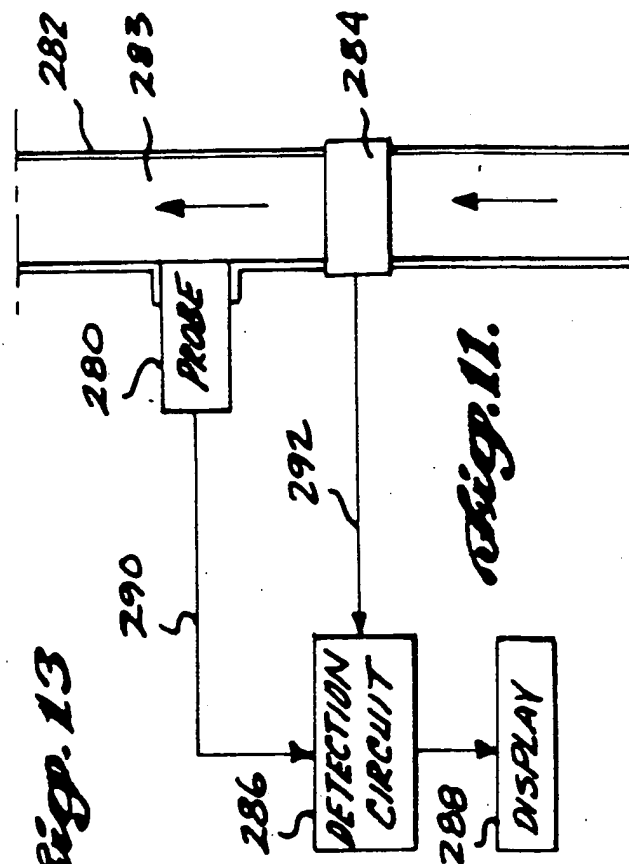 Fig. 13
282
280
290
283
PROBE
286
292
DETECTION
CIRCUIT
284
288
Fig. 11.
DISPLAY